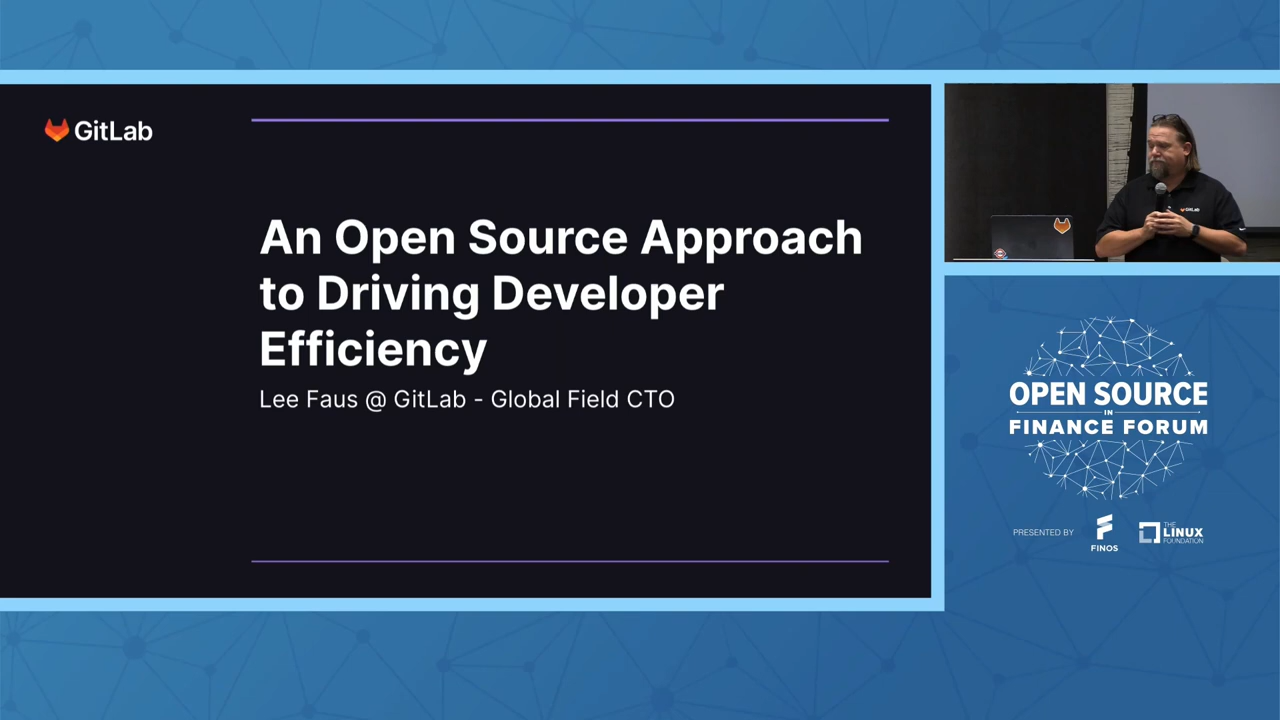 GitLab
An Open Source Approach
to Driving Developer
Efficiency
Lee Faus @ GitLab - Global Field CTO
GitLab
OPEN SOURCE
IN
FINANCE FORUM
PRESENTED BY
FINOS
THE
LINUX
FOUNDATION